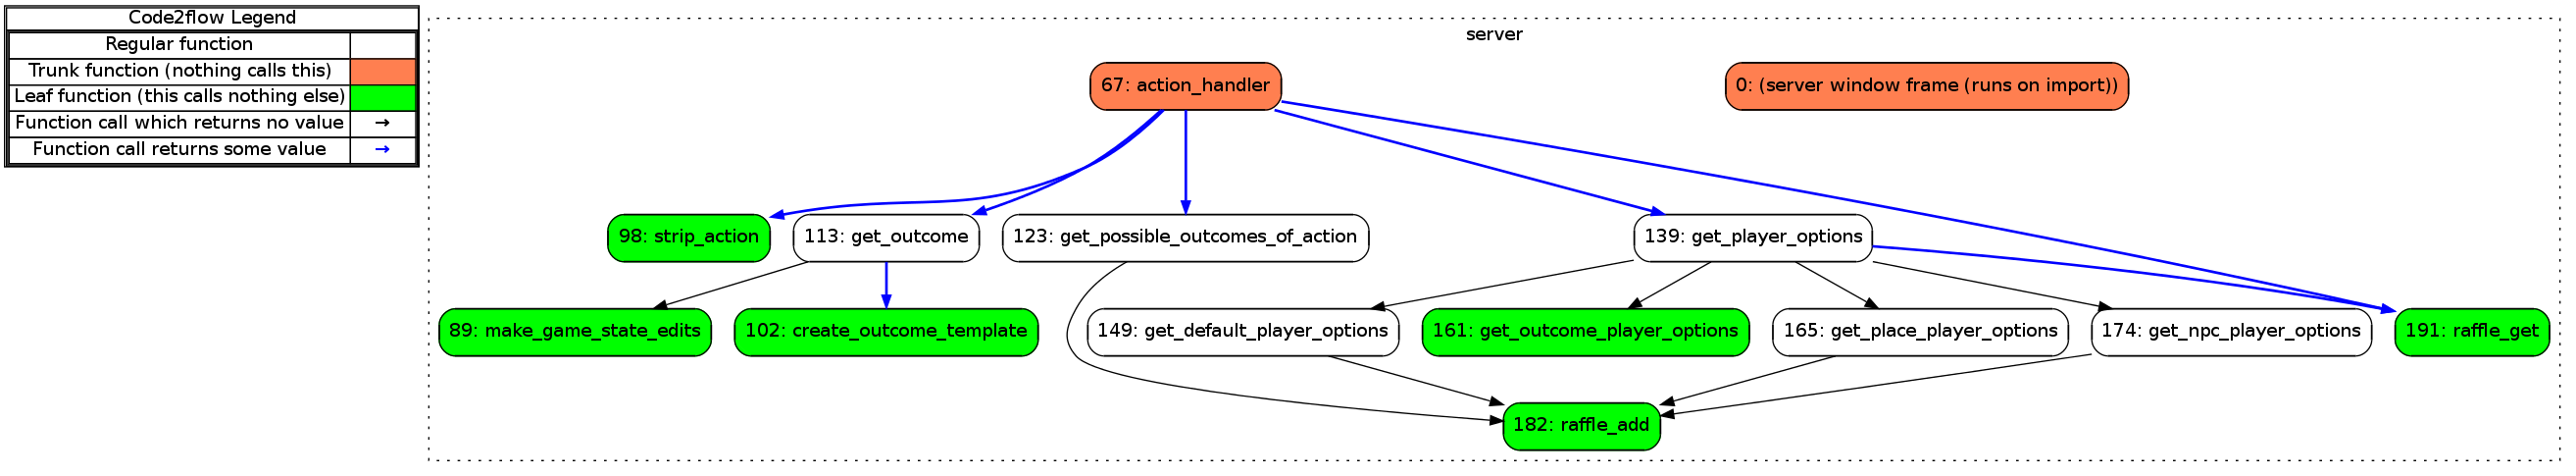 Code2flow Legend
Regular function
Trunk function (nothing calls this)
Leaf function (this calls nothing else)
Function call which returns no value →
Function call returns some value →
server
67: action_handler
0: (server window frame (runs on import))
98: strip_action
113: get_outcome
123: get_possible_outcomes_of_action
139: get_player_options
89: make_game_state_edits
102: create_outcome_template
149: get_default_player_options
161: get_outcome_player_options
165: get_place_player_options
174: get_npc_player_options
191: raffle_get
182: raffle_add